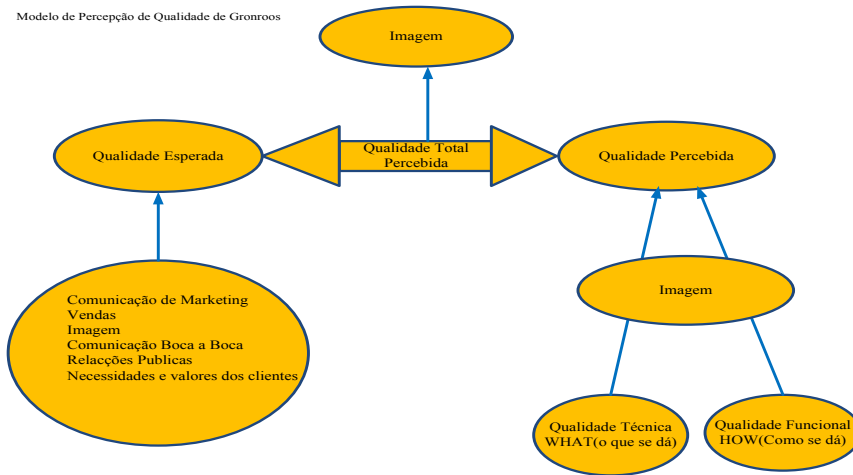 Modelo de Percepção de Qualidade de Gronroos
Imagem
Qualidade Esperada
Qualidade Total
Percebida
Qualidade Percebida
Comunicação de Marketing
Vendas
Imagem
Comunicação Boca a Boca
Relacções Publicas
Necessidades e valores dos clientes
Imagem
Qualidade Técnica
WHAT(o que se dá)
Qualidade Funcional
HOW(Como se dá)